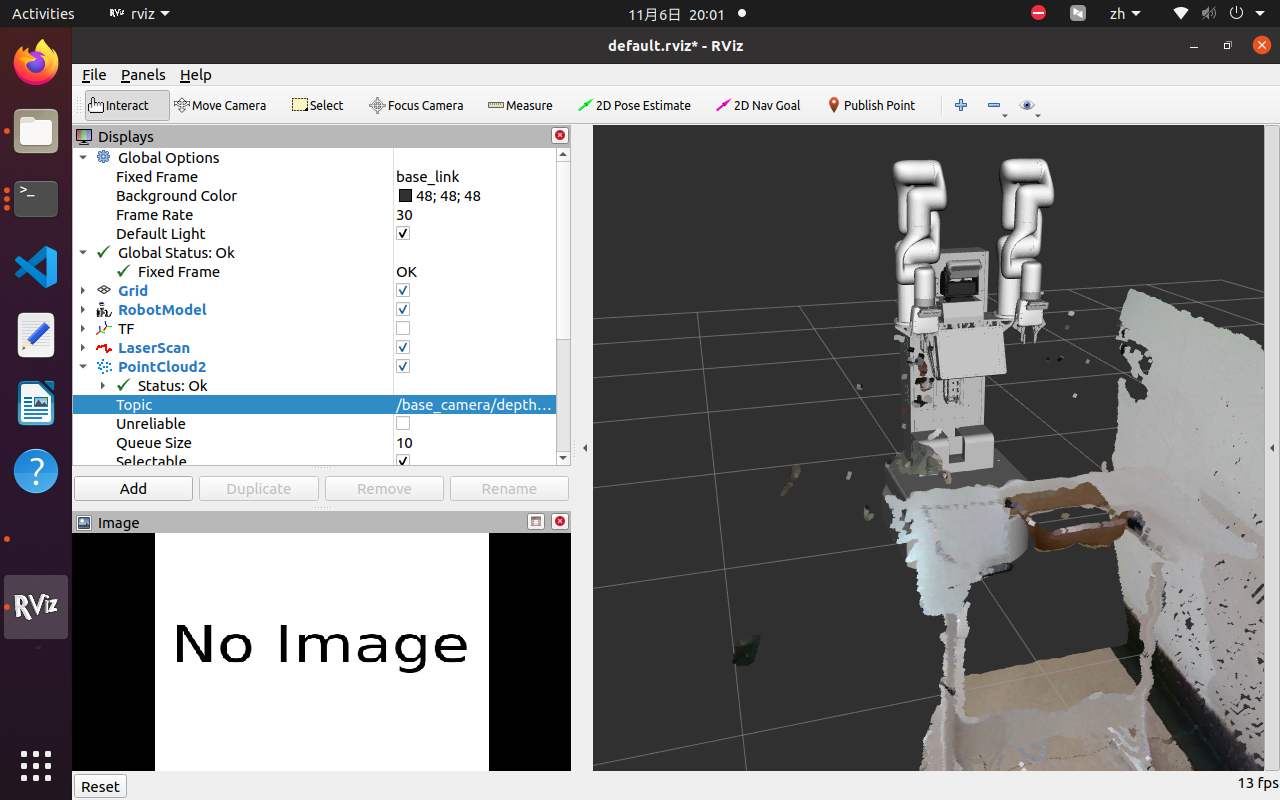 Activities
RViz rviz
11月6日 20:01
zh
default.rviz* - RViz
File Panels Help
Interact Move Camera Select Focus Camera Measure 2D Pose Estimate 2D Nav Goal Publish Point
Displays
Global Options
Fixed Frame base_link
Background Color 48; 48; 48
Frame Rate 30
Default Light
Global Status: Ok
Fixed Frame OK
Grid
RobotModel
TF
LaserScan
PointCloud2
Status: Ok
Topic /base_camera/depth…
Unreliable
Queue Size 10
Selectable
Add Duplicate Remove Rename
Image
No Image
RViz
Reset
13 fps